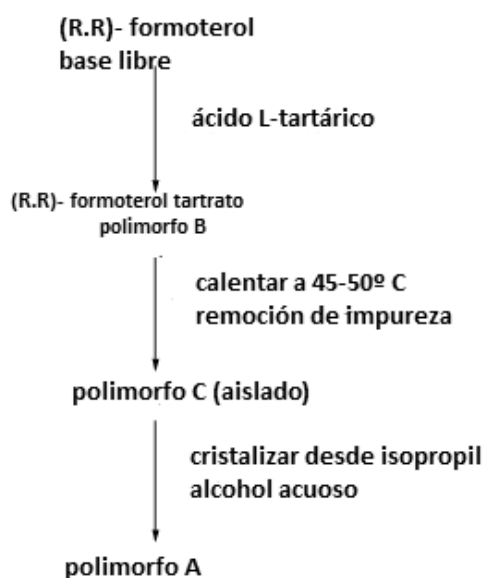 (R.R)- formoterol
base libre
ácido L-tartárico
(R.R)- formoterol tartrato
polimorfo B
calentar a 45-50º C
remoción de impureza
polimorfo C (aislado)
cristalizar desde isopropil
alcohol acuoso
polimorfo A